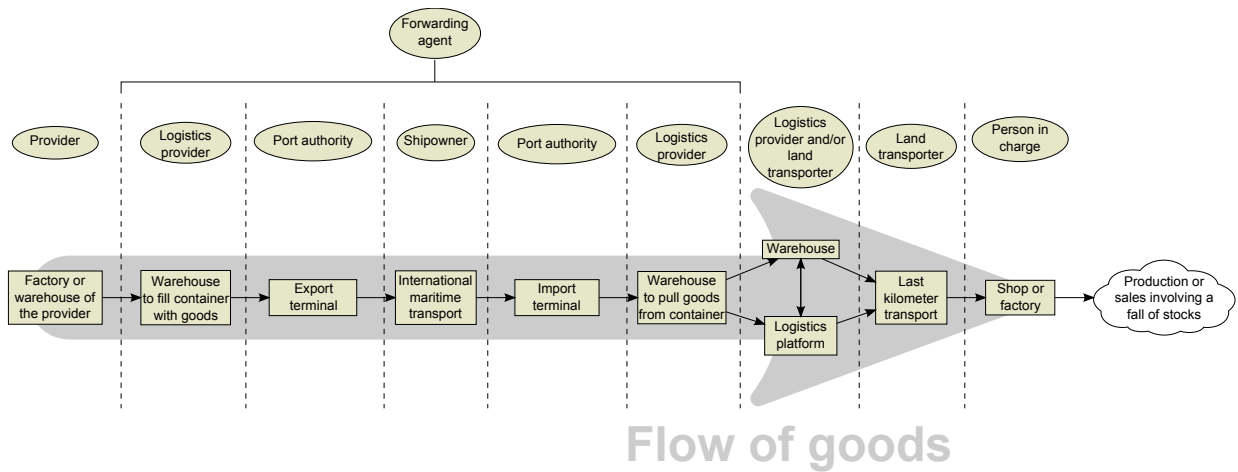 Forwarding
agent
Provider
Logistics
provider
Port authority
Shipowner
Port authority
Logistics
provider
Logistics
provider and/or
land
transporter
Land
transporter
Person in
charge
Factory or
warehouse of
the provider
Warehouse
to fill container
with goods
Export
terminal
International
maritime
transport
Import
terminal
Warehouse
to pull goods
from container
Warehouse
Logistics
platform
Last
kilometer
transport
Shop or
factory
Production or
sales involving a
fall of stocks
Flow of goods